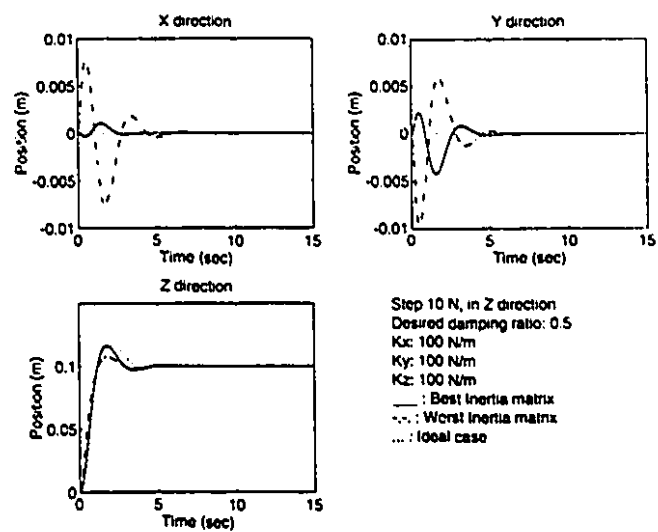 X direction
0.01
0.005
0
-0.005
-0.01
Position (m)
0
5
10
15
Time (sec)
Y direction
0.01
0.005
0
-0.005
-0.01
Position (m)
0
5
10
15
Time (sec)
Z direction
0.1
0.05
0
Position (m)
0
5
10
15
Time (sec)
Step 10 N, in Z direction
Desired damping ratio: 0.5
Kx: 100 N/m
Ky: 100 N/m
Kz: 100 N/m
___ : Best Inertia matrix
-.-. : Worst Inertia matrix
... : Ideal case